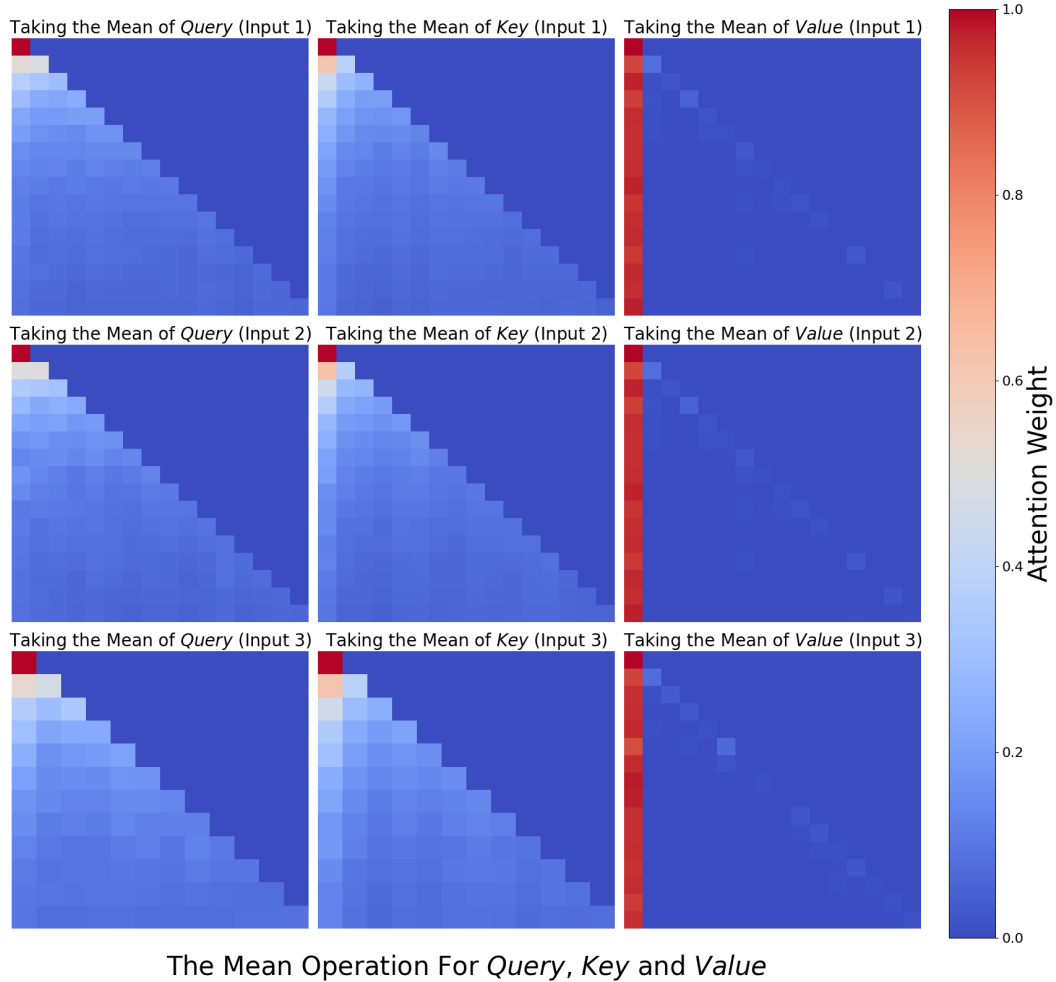 Taking the Mean of Query (Input 1)
Taking the Mean of Key (Input 1)
Taking the Mean of Value (Input 1)
Taking the Mean of Query (Input 2)
Taking the Mean of Key (Input 2)
Taking the Mean of Value (Input 2)
Taking the Mean of Query (Input 3)
Taking the Mean of Key (Input 3)
Taking the Mean of Value (Input 3)
1.0
0.8
0.6
0.4
0.2
0.0
Attention Weight
The Mean Operation For Query, Key and Value